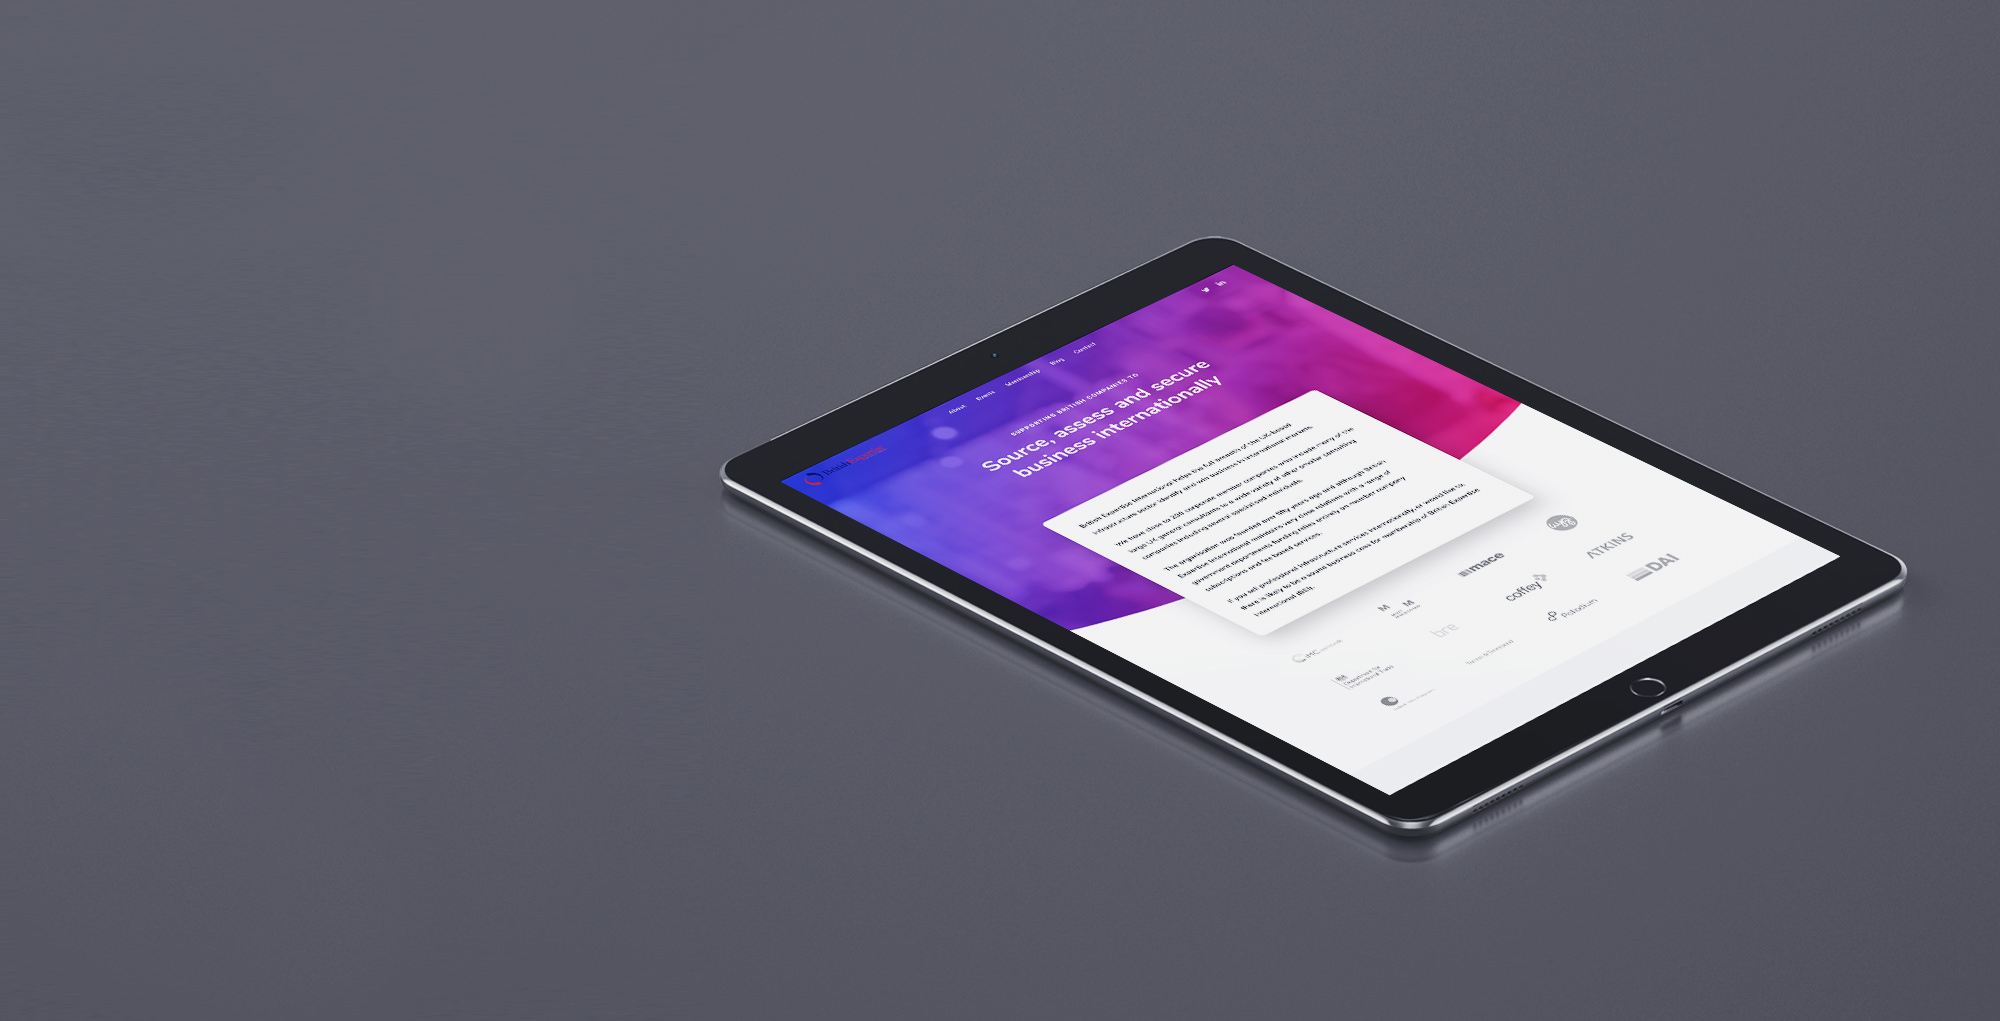 British Expertise
About Events Membership Blog Contact
SUPPORTING BRITISH COMPANIES TO
Source, assess and secure
business internationally
British Expertise International helps the full breadth of the UK-based
infrastructure sector identify and win business in international markets.
We have close to 200 corporate member companies who include many of the
large UK general consultants to a wide variety of other smaller consulting
companies including several specialised individuals.
The organisation was founded over fifty years ago and although British
Expertise International maintains very close relations with a range of
government departments funding relies entirely on member company
subscriptions and fee based services.
If you sell professional infrastructure services internationally, or would like to,
there is likely to be a sound business case for membership of British Expertise
International (BEI).
IMC
M M
mace
Department for
International Trade
bre
coffey
ATKINS
Palladium
DAI